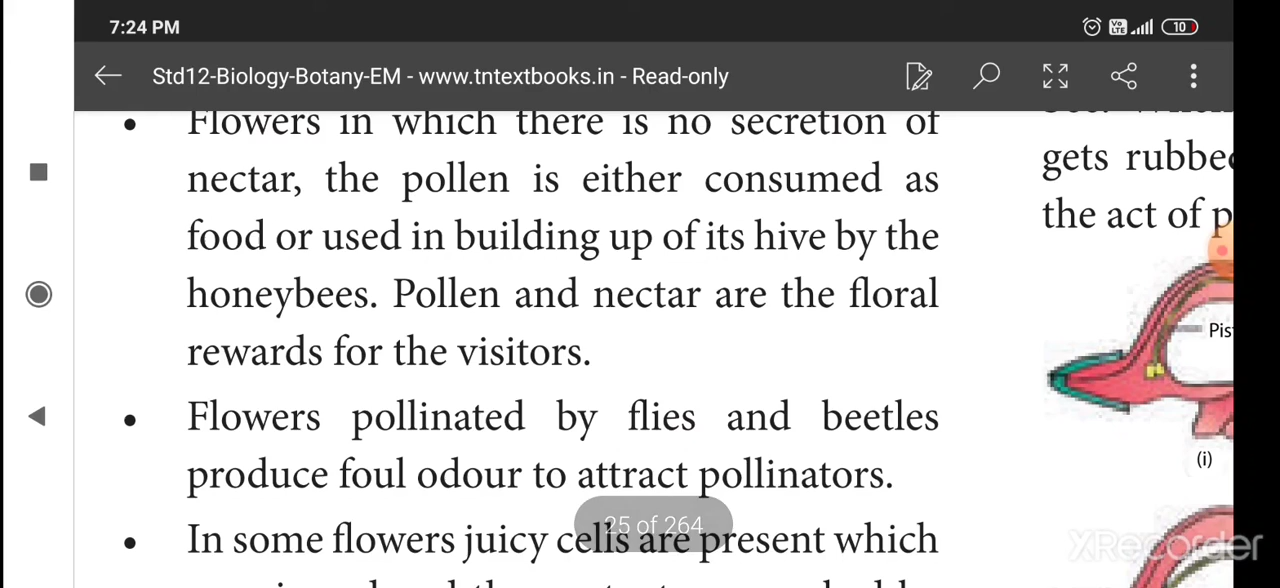 7:24 PM
Vo LTE
10
Std12-Biology-Botany-EM - www.tntextbooks.in - Read-only
Flowers in which there is no secretion of
nectar, the pollen is either consumed as
food or used in building up of its hive by the
honeybees. Pollen and nectar are the floral
rewards for the visitors.
• Flowers pollinated by flies and beetles
produce foul odour to attract pollinators.
25 of 264
• In some flowers juicy cells are present which
gets rubbed
the act of p
Pis
(i)
XRecorder